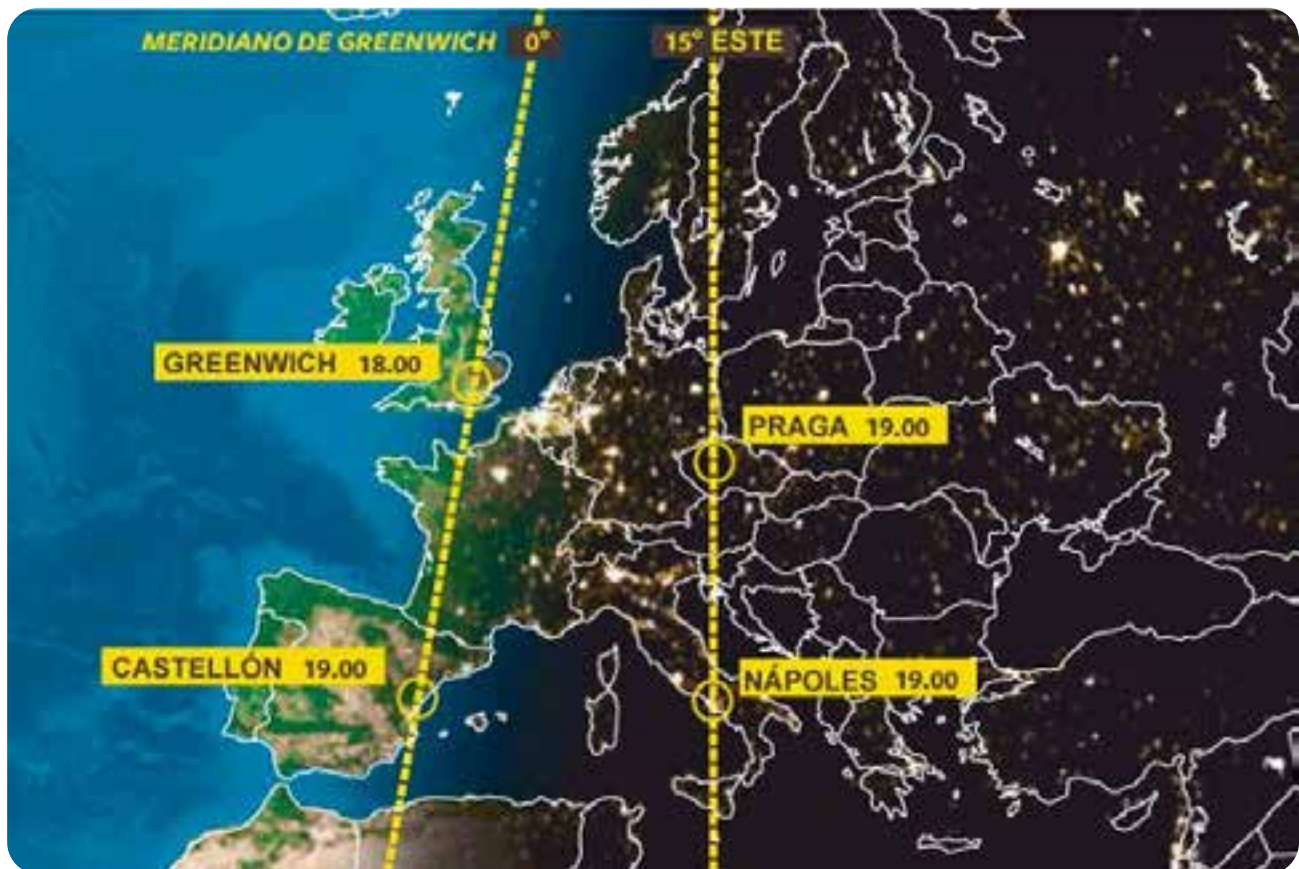 MERIDIANO DE GREENWICH 0° 15° ESTE
GREENWICH 18.00
PRAGA 19.00
CASTELLÓN 19.00
NÁPOLES 19.00